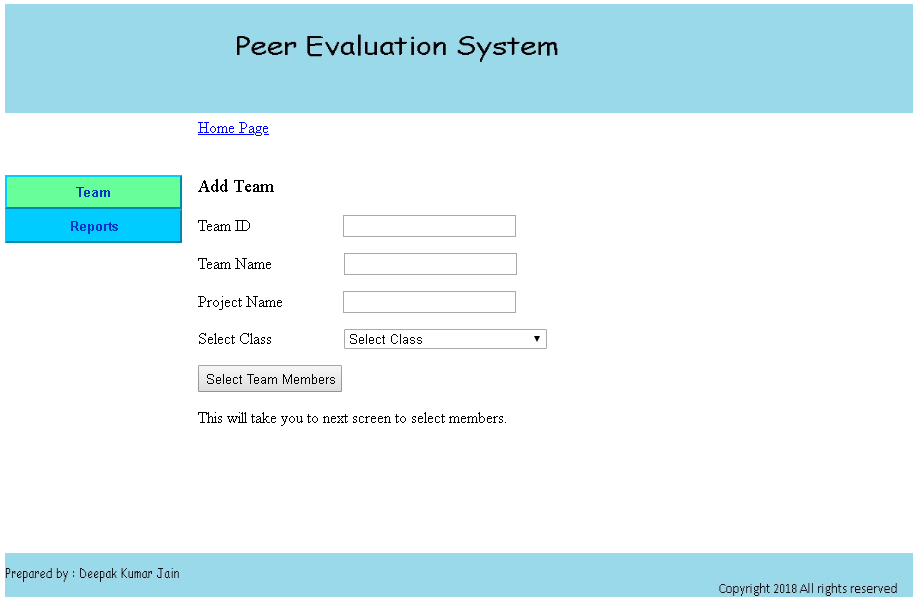 Peer Evaluation System
Home Page
Team
Reports
Add Team
Team ID
Team Name
Project Name
Select Class Select Class
Select Team Members
This will take you to next screen to select members.
Prepared by : Deepak Kumar Jain
Copyright 2018 All rights reserved